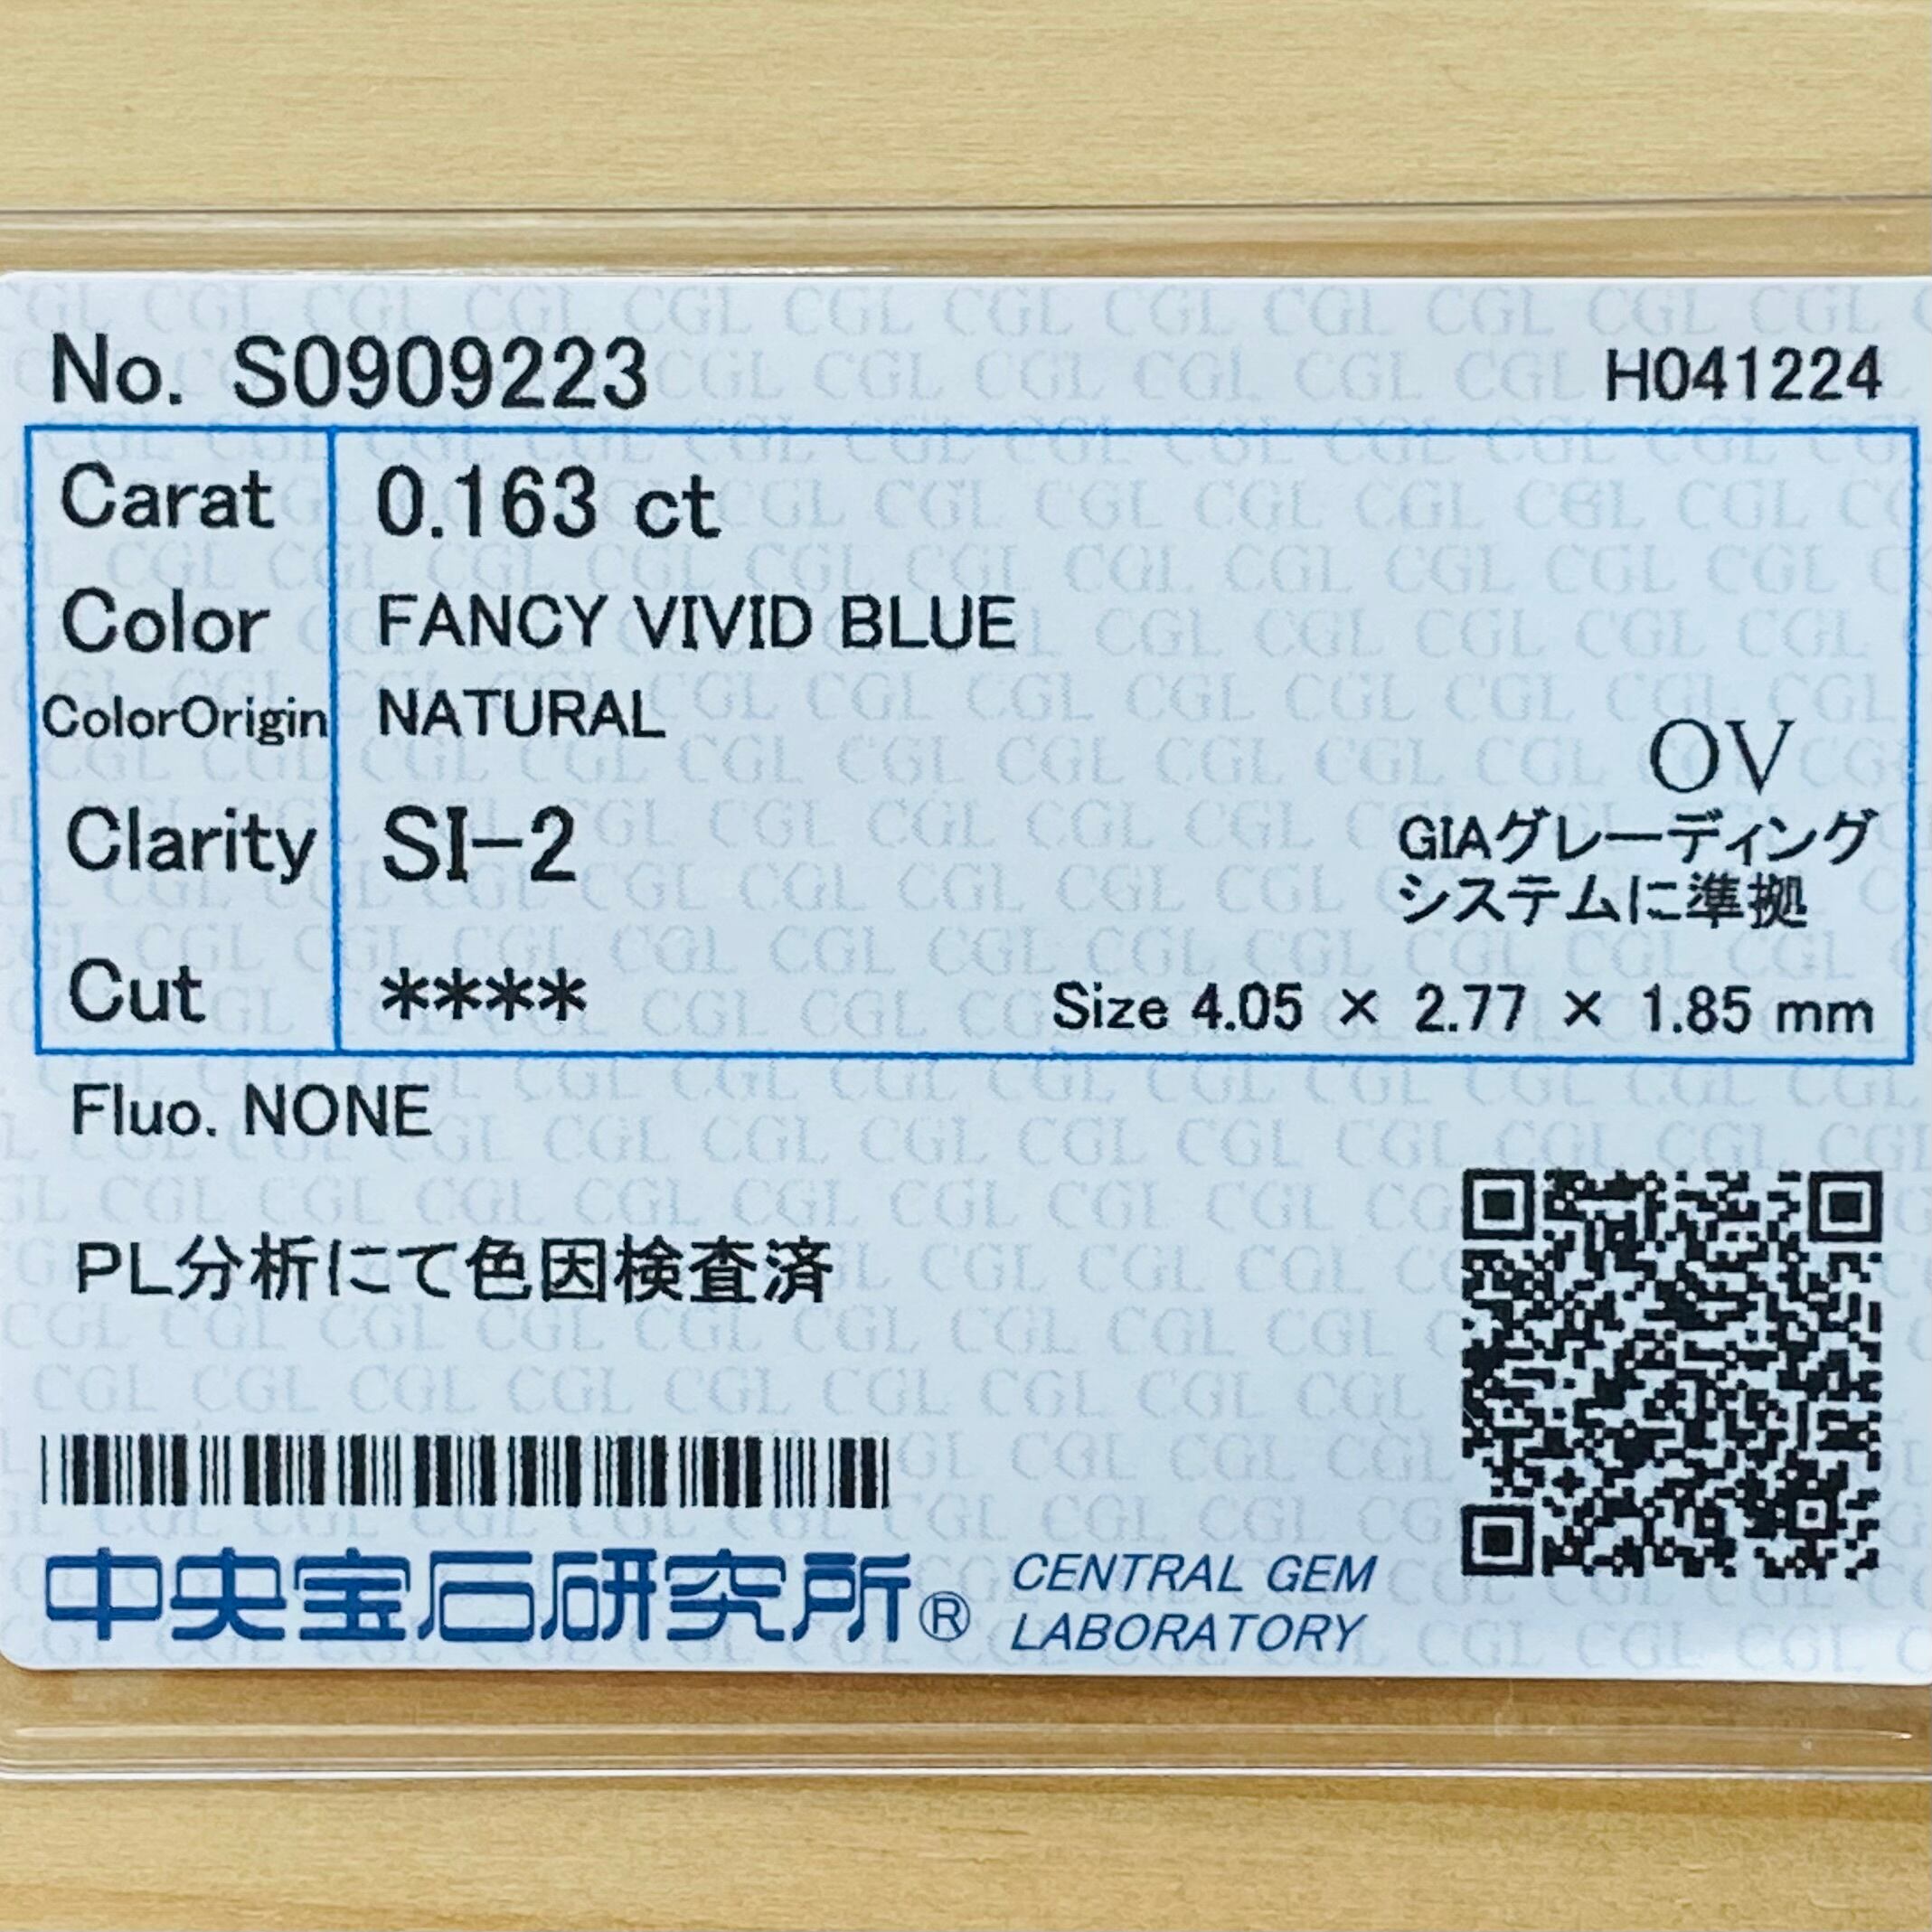 No. S0909223
H041224
Carat 0.163 ct
Color FANCY VIVID BLUE
ColorOrigin NATURAL
OV
Clarity SI-2
GIAグレーディング
システムに準拠
Cut ****
Size 4.05 × 2.77 × 1.85 mm
Fluo. NONE
PL分析にて色因検査済
中央宝石研究所®
CENTRAL GEM
LABORATORY